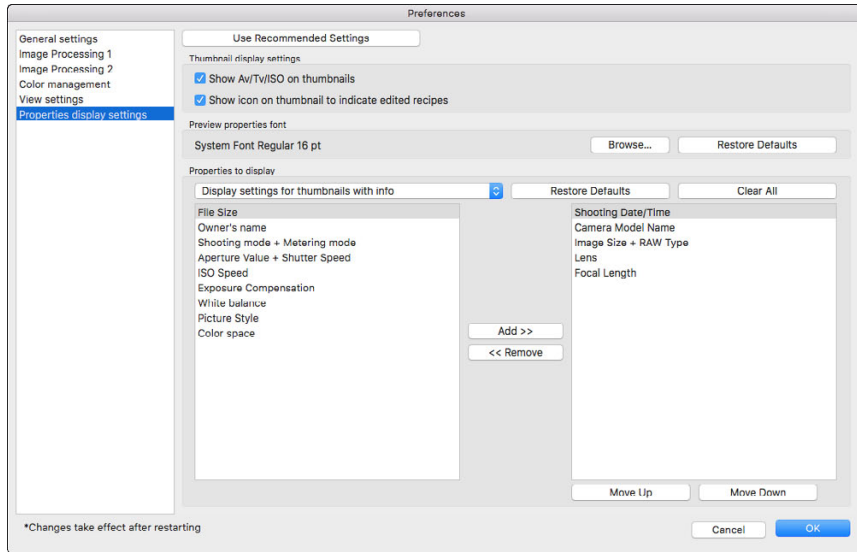 Preferences
General settings
Image Processing 1
Image Processing 2
Color management
View settings
Properties display settings
Use Recommended Settings
Thumbnail display settings
Show Av/Tv/ISO on thumbnails
Show icon on thumbnail to indicate edited recipes
Preview properties font
System Font Regular 16 pt
Browse...
Restore Defaults
Properties to display
Display settings for thumbnails with info
Restore Defaults
Clear All
File Size
Owner's name
Shooting mode + Metering mode
Aperture Value + Shutter Speed
ISO Speed
Exposure Compensation
White balance
Picture Style
Color space
Add >>
<< Remove
Shooting Date/Time
Camera Model Name
Image Size + RAW Type
Lens
Focal Length
Move Up
Move Down
*Changes take effect after restarting
Cancel
OK